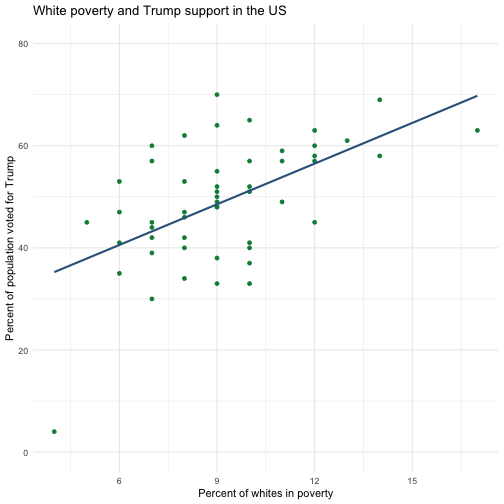 White poverty and Trump support in the US
Percent of population voted for Trump
80
60
40
20
0
6 9 12 15
Percent of whites in poverty